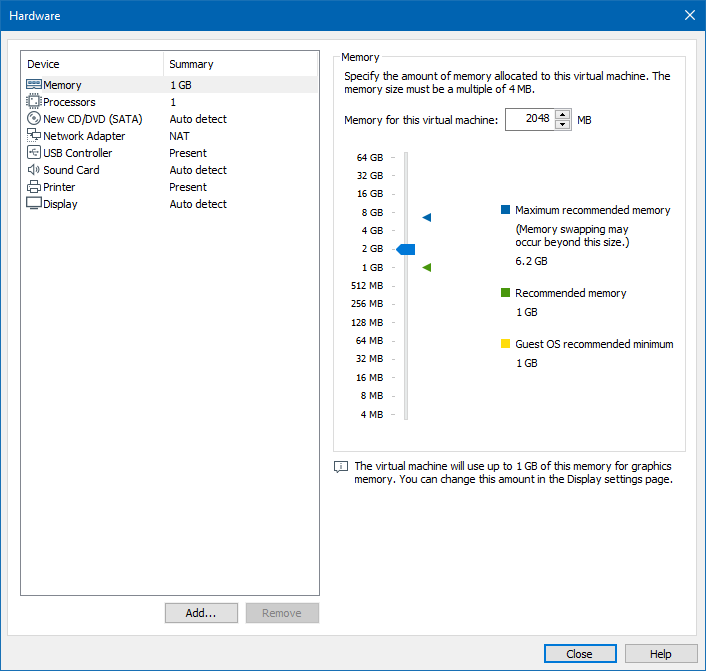 Hardware
Device Summary
Memory 1 GB
Processors 1
New CD/DVD (SATA) Auto detect
Network Adapter NAT
USB Controller Present
Sound Card Auto detect
Printer Present
Display Auto detect
Add...
Remove
Memory
Specify the amount of memory allocated to this virtual machine. The
memory size must be a multiple of 4 MB.
Memory for this virtual machine: 2048 MB
64 GB
32 GB
16 GB
8 GB
4 GB
2 GB
1 GB
512 MB
256 MB
128 MB
64 MB
32 MB
16 MB
8 MB
4 MB
Maximum recommended memory
(Memory swapping may
occur beyond this size.)
6.2 GB
Recommended memory
1 GB
Guest OS recommended minimum
1 GB
The virtual machine will use up to 1 GB of this memory for graphics
memory. You can change this amount in the Display settings page.
Close
Help